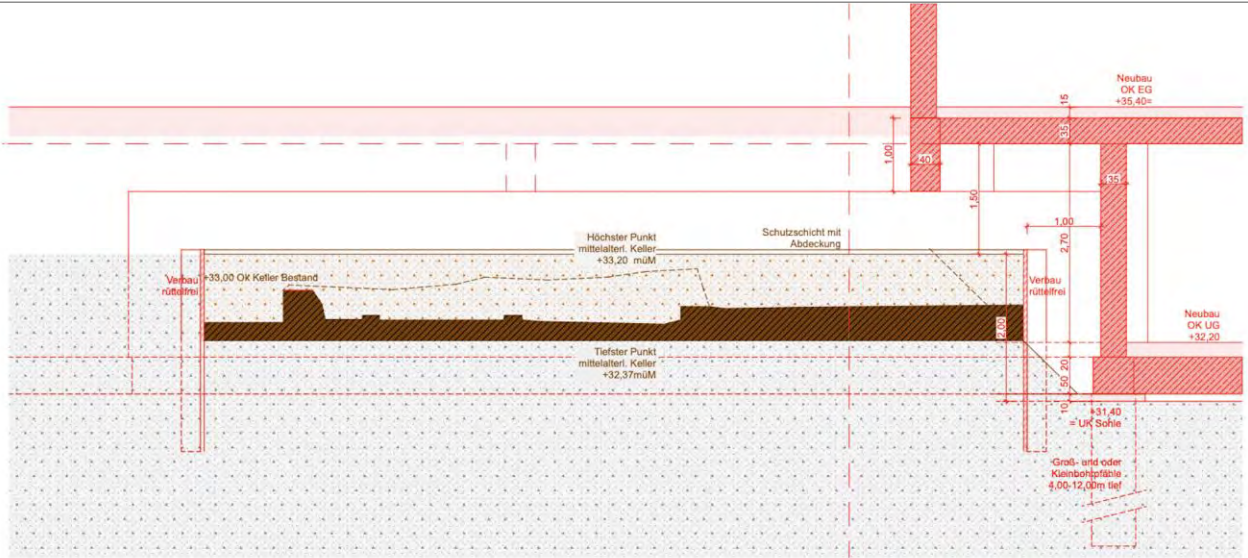 Neubau
OK EG
+35,40=
15
35
1,00
40
1,50
35
1,00
2,70
Höchster Punkt
mittelalterl. Keller
+33,20 müM
Schutzschicht mit
Abdeckung
Verbau
rüttelfrei
+33,00 Ok Keller Bestand
Verbau
rüttelfrei
Neubau
OK UG
+32,20
2,00
Tiefster Punkt
mittelalterl. Keller
+32,37müM
20
50
10
+31,40
= UK Sohle
Groß- und oder
Kleinbohrpfähle
4,00-12,00m tief